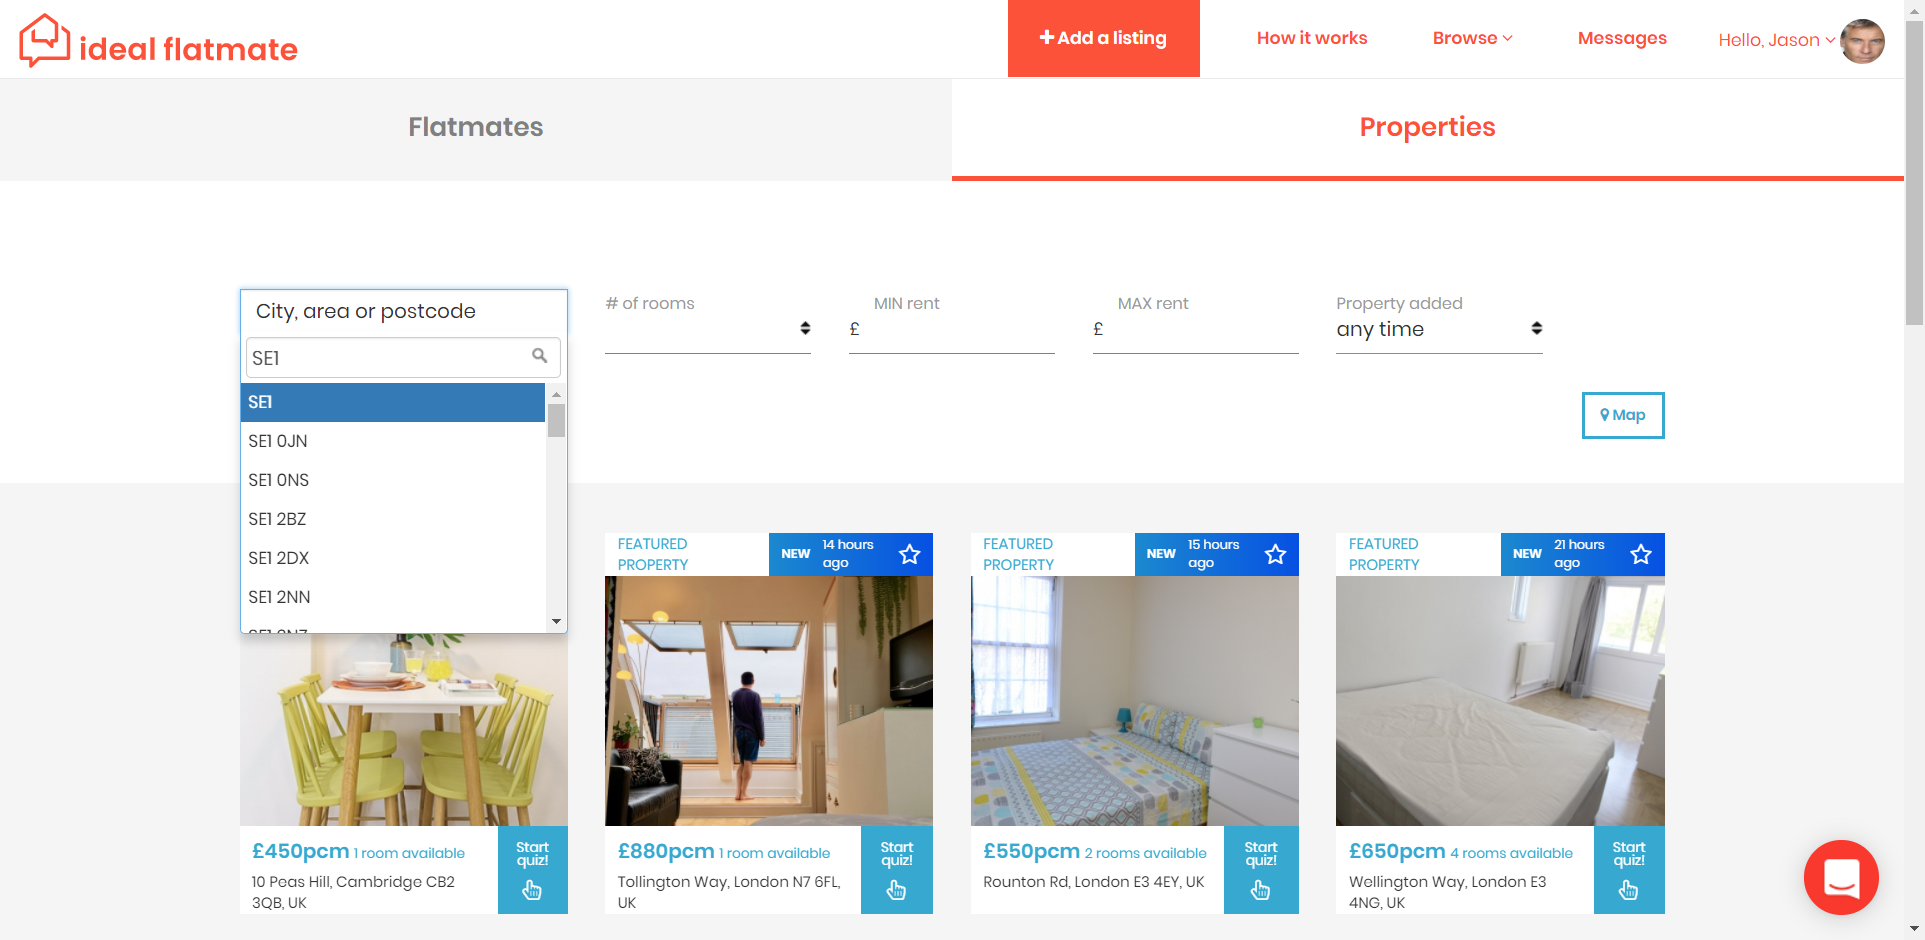 ideal flatmate
Add a listing
How it works
Browse
Messages
Hello, Jason
Flatmates
Properties
City, area or postcode
SE1
SE1
SE1 0JN
SE1 0NS
SE1 2BZ
SE1 2DX
SE1 2NN
# of rooms
MIN rent
£
MAX rent
£
Property added
any time
Map
FEATURED
PROPERTY
NEW
14 hours
ago
FEATURED
PROPERTY
NEW
15 hours
ago
FEATURED
PROPERTY
NEW
21 hours
ago
£450pcm 1 room available
10 Peas Hill, Cambridge CB2
3QB, UK
Start
quiz!
£880pcm 1 room available
Tollington Way, London N7 6FL,
UK
Start
quiz!
£550pcm 2 rooms available
Rounton Rd, London E3 4EY, UK
Start
quiz!
£650pcm 4 rooms available
Wellington Way, London E3
4NG, UK
Start
quiz!